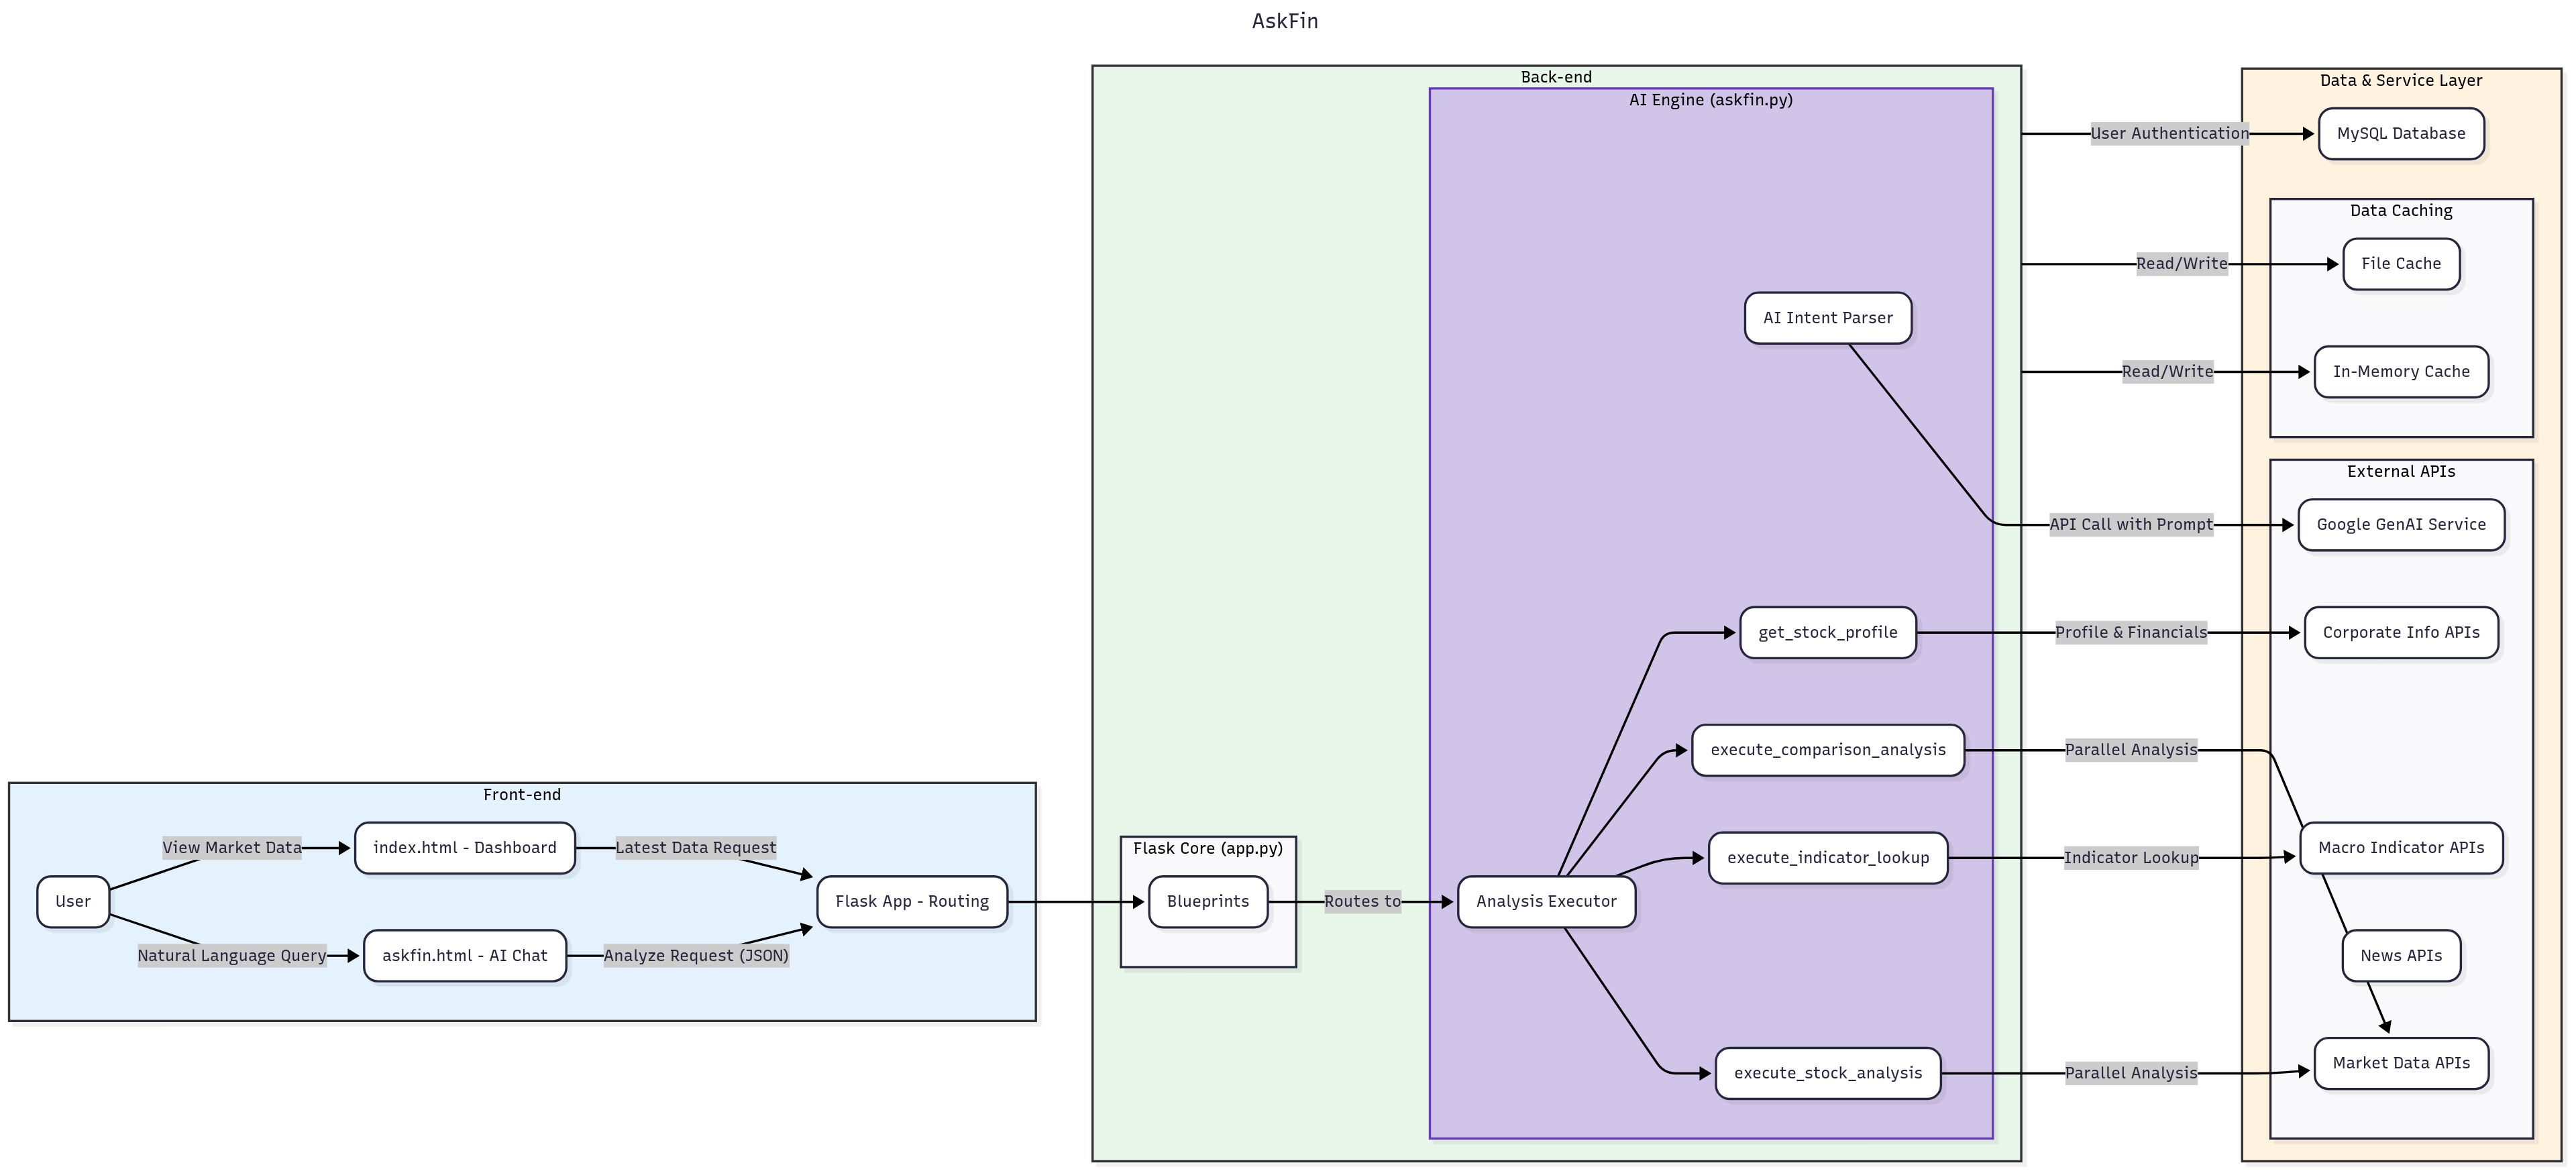 AskFin
Back-end
AI Engine (askfin.py)
Data & Service Layer
User Authentication
MySQL Database
Data Caching
Read/Write
File Cache
AI Intent Parser
Read/Write
In-Memory Cache
External APIs
API Call with Prompt
Google GenAI Service
get_stock_profile
Profile & Financials
Corporate Info APIs
execute_comparison_analysis
Parallel Analysis
Front-end
View Market Data
index.html - Dashboard
Latest Data Request
Flask Core (app.py)
execute_indicator_lookup
Indicator Lookup
Macro Indicator APIs
User
Flask App - Routing
Blueprints
Routes to
Analysis Executor
Natural Language Query
askfin.html - AI Chat
Analyze Request (JSON)
News APIs
execute_stock_analysis
Parallel Analysis
Market Data APIs